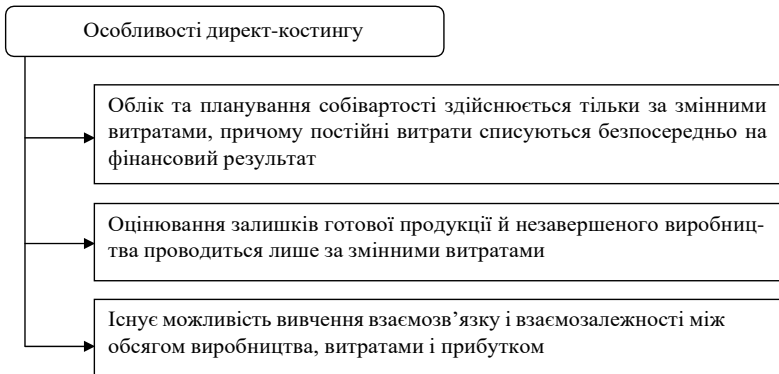 Особливості директ-костингу
Облік та планування собівартості здійснюється тільки за змінними
витратами, причому постійні витрати списуються безпосередньо на
фінансовий результат
Оцінювання залишків готової продукції й незавершеного виробниц-
тва проводиться лише за змінними витратами
Існує можливість вивчення взаємозв’язку і взаємозалежності між
обсягом виробництва, витратами і прибутком